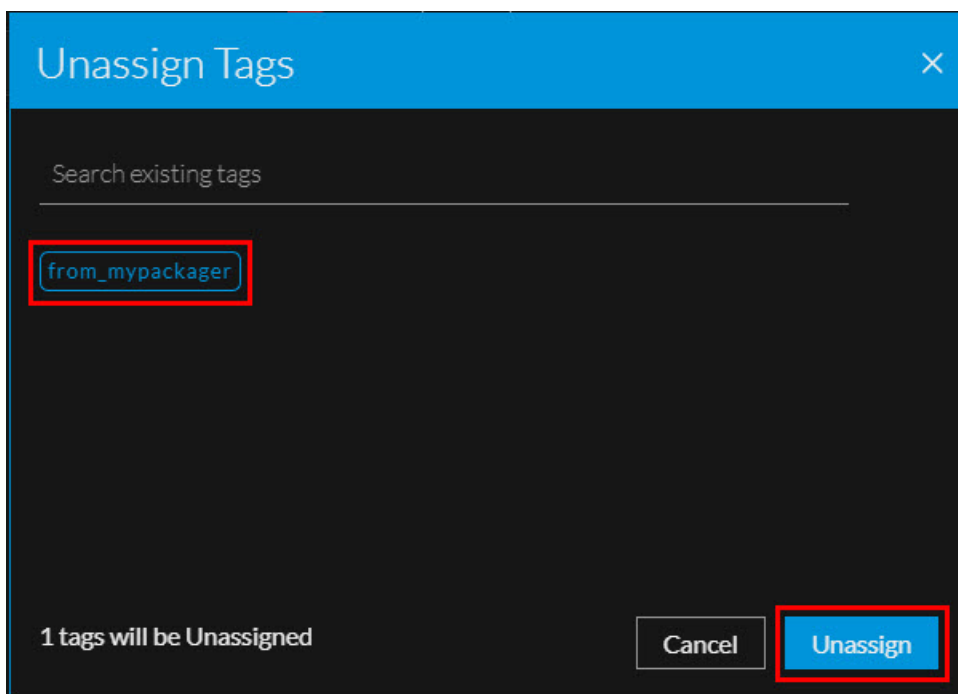 Unassign Tags
Search existing tags
from_mypackager
1 tags will be Unassigned
Cancel
Unassign